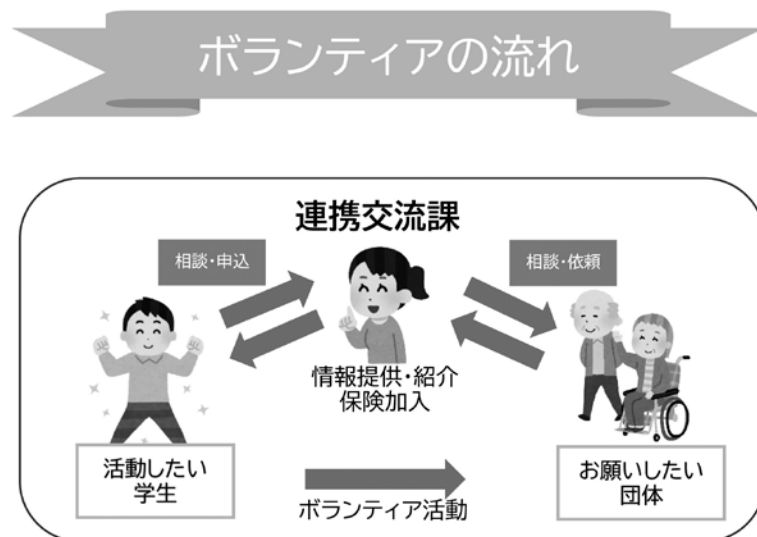 ボランティアの流れ
連携交流課
相談・申込
相談・依頼
情報提供・紹介
保険加入
活動したい
学生
お願いしたい
団体
ボランティア活動